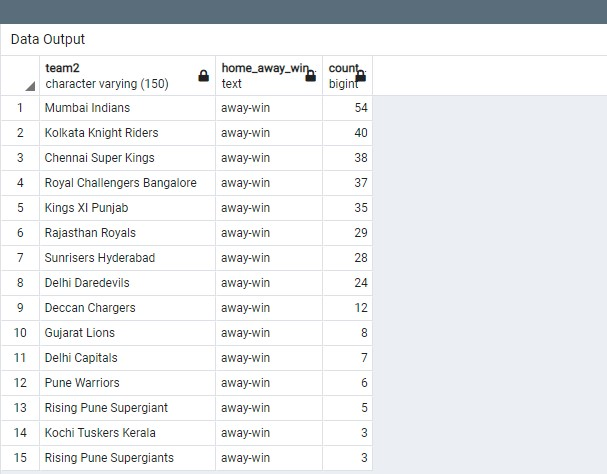 Data Output
team2 home_away_win count
character varying (150) text bigint
1 Mumbai Indians away-win 54
2 Kolkata Knight Riders away-win 40
3 Chennai Super Kings away-win 38
4 Royal Challengers Bangalore away-win 37
5 Kings XI Punjab away-win 35
6 Rajasthan Royals away-win 29
7 Sunrisers Hyderabad away-win 28
8 Delhi Daredevils away-win 24
9 Deccan Chargers away-win 12
10 Gujarat Lions away-win 8
11 Delhi Capitals away-win 7
12 Pune Warriors away-win 6
13 Rising Pune Supergiant away-win 5
14 Kochi Tuskers Kerala away-win 3
15 Rising Pune Supergiants away-win 3